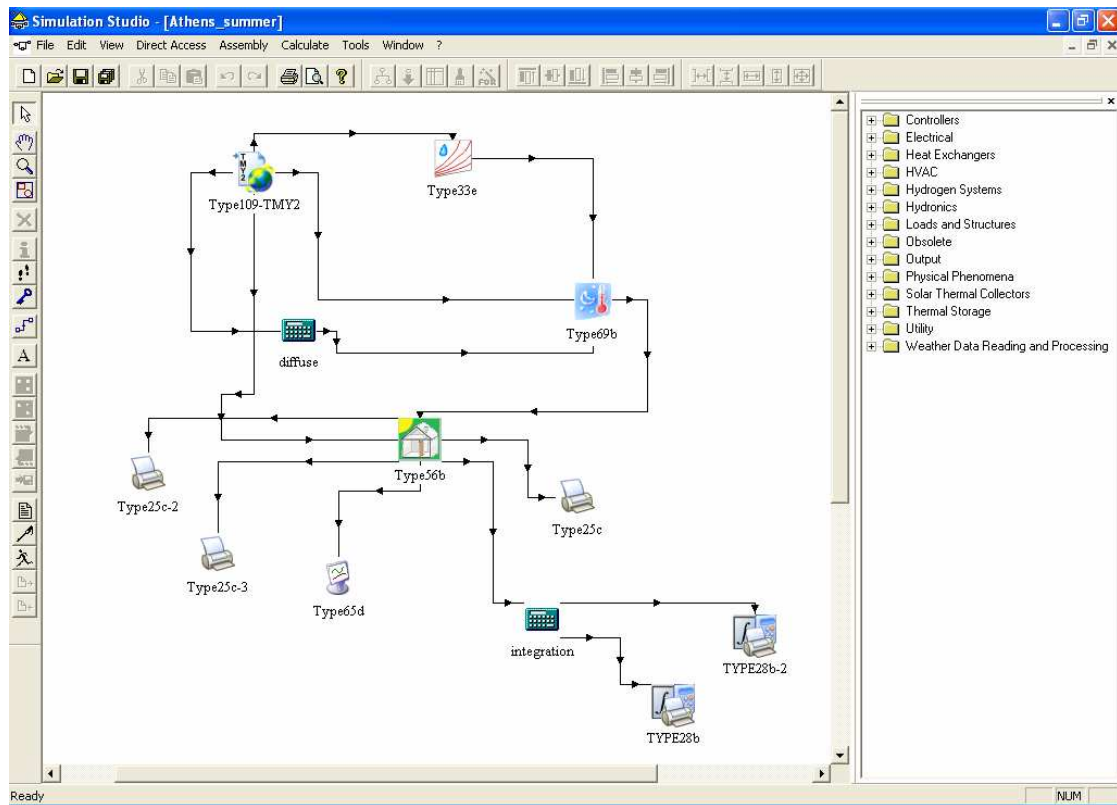 Simulation Studio - [Athens_summer]
File Edit View Direct Access Assembly Calculate Tools Window ?
FOR
A
TMY2
Type109-TMY2
Type33e
Type69b
diffuse
Type56b
Type25c-2
Type25c
Type25c-3
Type65d
integration
TYPE28b-2
TYPE28b
Controllers
Electrical
Heat Exchangers
HVAC
Hydrogen Systems
Hydronics
Loads and Structures
Obsolete
Output
Physical Phenomena
Solar Thermal Collectors
Thermal Storage
Utility
Weather Data Reading and Processing
Ready
NUM